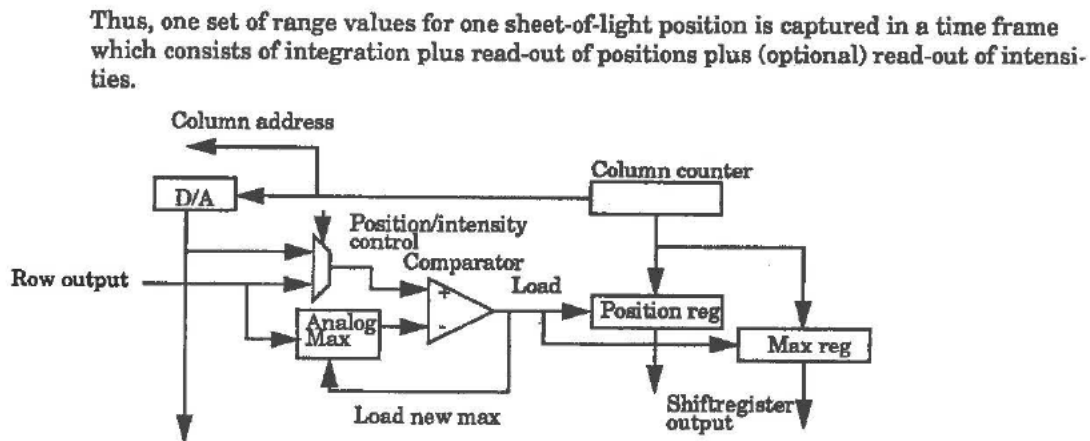 Thus, one set of range values for one sheet-of-light position is captured in a time frame
which consists of integration plus read-out of positions plus (optional) read-out of intensi-
ties.
Column address
Column counter
D/A
Position/intensity
control
Row output
Comparator
Load
+
-
Analog
Max
Position reg
Max reg
Load new max
Shiftregister
output